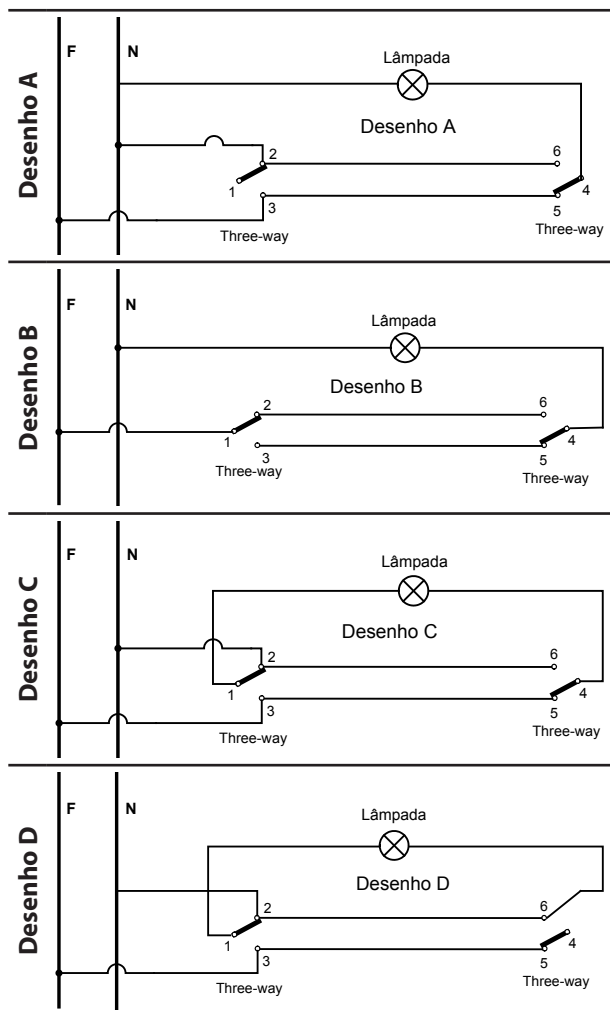 Desenho A
F
N
Lâmpada
Desenho A
2
6
1
4
3
5
Three-way
Three-way
Desenho B
F
N
Lâmpada
Desenho B
2
6
1
4
3
5
Three-way
Three-way
Desenho C
F
N
Lâmpada
Desenho C
2
6
1
4
3
5
Three-way
Three-way
Desenho D
F
N
Lâmpada
Desenho D
2
6
1
4
3
5
Three-way
Three-way